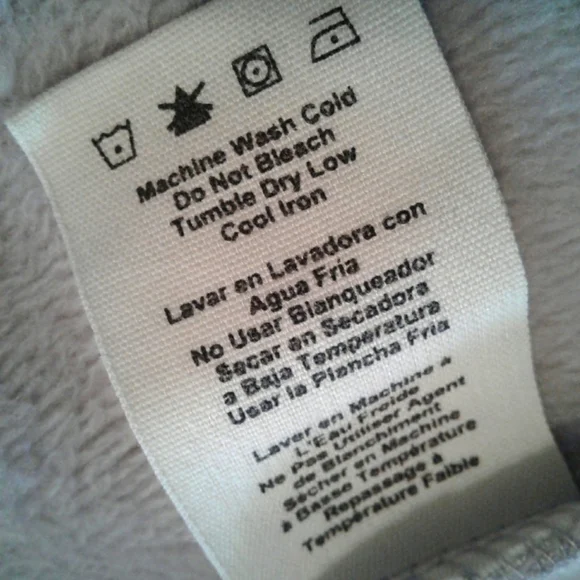 Machine Wash Cold
Do Not Bleach
Tumble Dry Low
Cool Iron
Lavar en Lavadora con
Agua Fria
No Usar Blanqueador
Secar en Secadora
a Baja Temperatura
Usar la Plancha Fria
Laver en Machine à
L'Eau Froide
Ne Pas Utiliser Agent
de Blanchiment
Sécher en Machine
à Basse Température
Repassage à
Température Faible